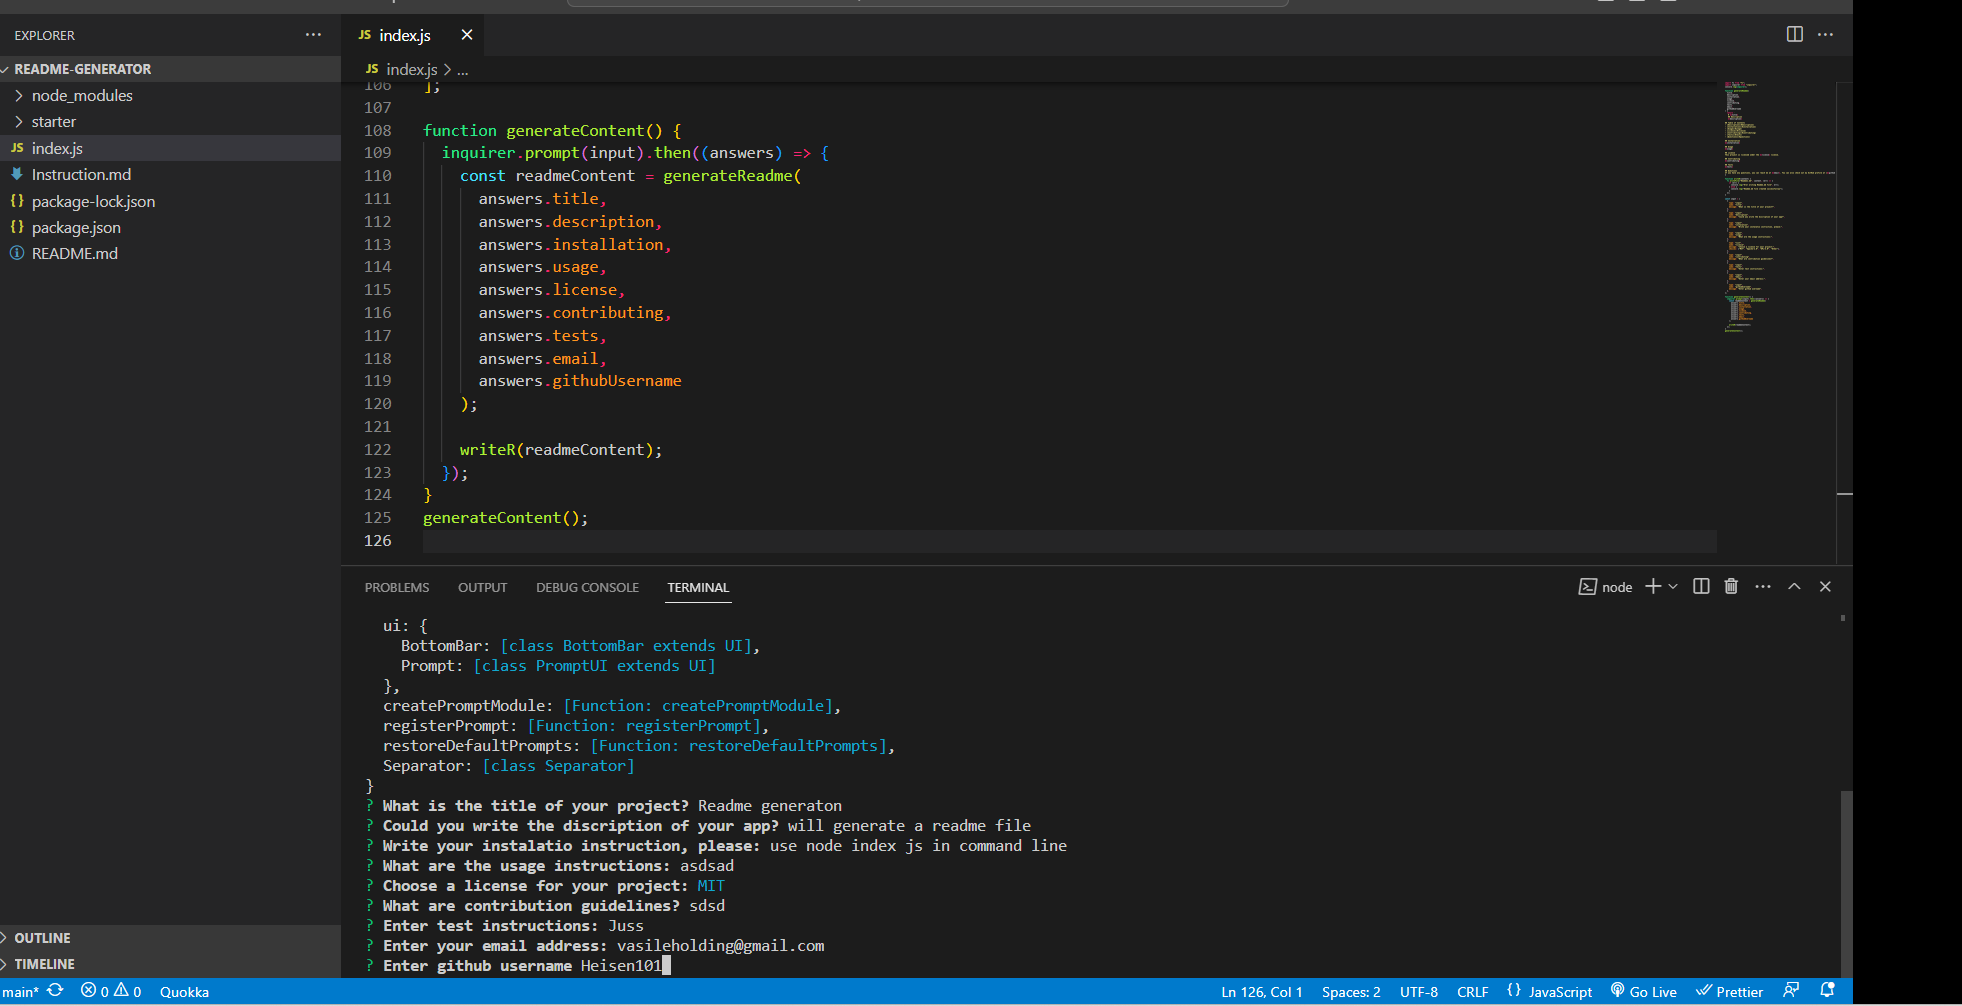 EXPLORER
README-GENERATOR
node_modules
starter
JS index.js
Instruction.md
{} package-lock.json
{} package.json
README.md
OUTLINE
TIMELINE
JS index.js
JS index.js > ...
106 ];
107
108 function generateContent() {
109 inquirer.prompt(input).then((answers) => {
110 const readmeContent = generateReadme(
111 answers.title,
112 answers.description,
113 answers.installation,
114 answers.usage,
115 answers.license,
116 answers.contributing,
117 answers.tests,
118 answers.email,
119 answers.githubUsername
120 );
121
122 writeR(readmeContent);
123 });
124 }
125 generateContent();
126
PROBLEMS OUTPUT DEBUG CONSOLE TERMINAL
node
ui: {
BottomBar: [class BottomBar extends UI],
Prompt: [class PromptUI extends UI]
},
createPromptModule: [Function: createPromptModule],
registerPrompt: [Function: registerPrompt],
restoreDefaultPrompts: [Function: restoreDefaultPrompts],
Separator: [class Separator]
}
? What is the title of your project? Readme generaton
? Could you write the discription of your app? will generate a readme file
? Write your instalatio instruction, please: use node index js in command line
? What are the usage instructions: asdsad
? Choose a license for your project: MIT
? What are contribution guidelines? sdsd
? Enter test instructions: Juss
? Enter your email address: vasileholding@gmail.com
? Enter github username Heisen101
main* 0 0 Quokka Ln 126, Col 1 Spaces: 2 UTF-8 CRLF {} JavaScript Go Live Prettier